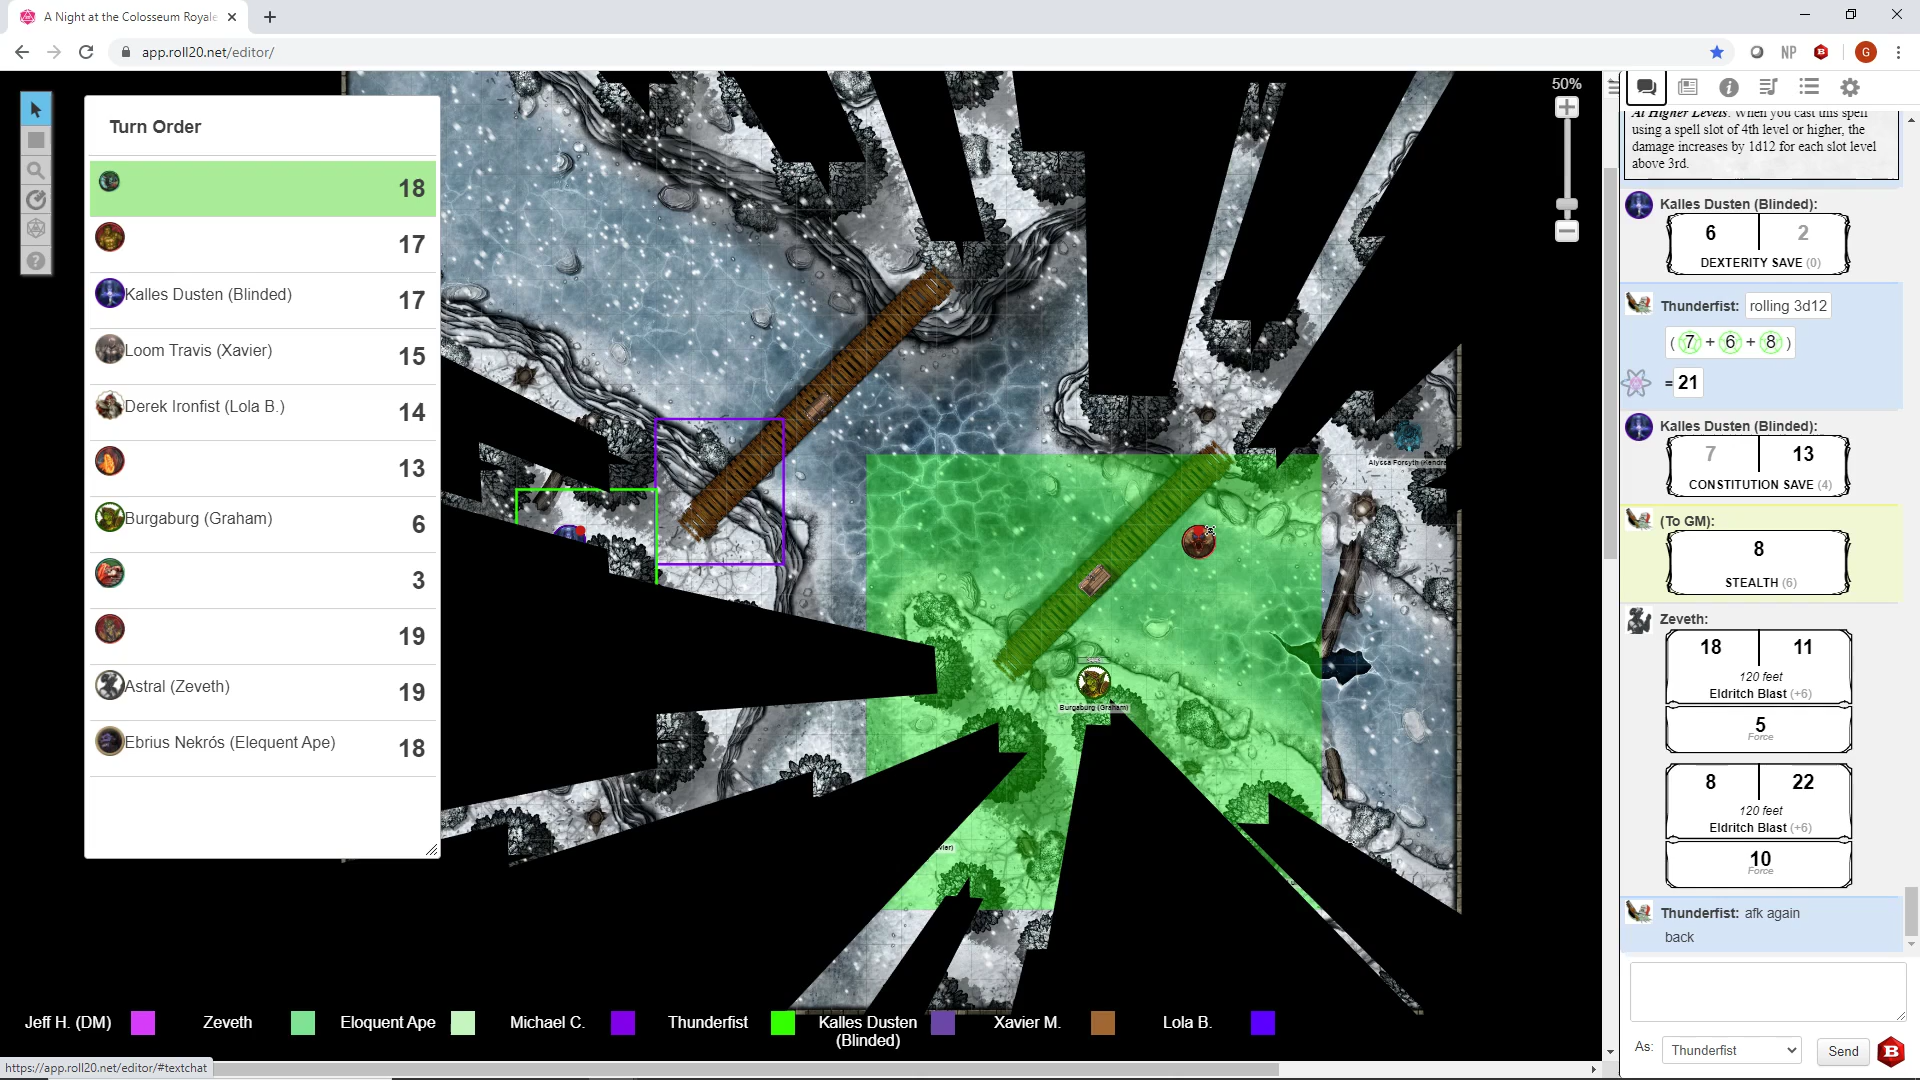 A Night at the Colosseum Royale
app.roll20.net/editor/
NP
B
G
Turn Order
18
17
Kalles Dusten (Blinded)
17
Loom Travis (Xavier)
15
Derek Ironfist (Lola B.)
14
13
Burgaburg (Graham)
6
3
19
Astral (Zeveth)
19
Ebrius Nekrós (Elequent Ape)
18
50%
Burgaburg (Graham)
Alyssa Forsyth (Kendra
vier)
At Higher Levels. When you cast this spell
using a spell slot of 4th level or higher, the
damage increases by 1d12 for each slot level
above 3rd.
Kalles Dusten (Blinded):
6 2
DEXTERITY SAVE (0)
Thunderfist: rolling 3d12
( 7 + 6 + 8 )
= 21
Kalles Dusten (Blinded):
7 13
CONSTITUTION SAVE (4)
(To GM):
8
STEALTH (6)
Zeveth:
18 11
120 feet
Eldritch Blast (+6)
5
Force
8 22
120 feet
Eldritch Blast (+6)
10
Force
Thunderfist: afk again
back
As: Thunderfist Send B
Jeff H. (DM) Zeveth Eloquent Ape Michael C. Thunderfist Kalles Dusten (Blinded) Xavier M. Lola B.
https://app.roll20.net/editor/#textchat